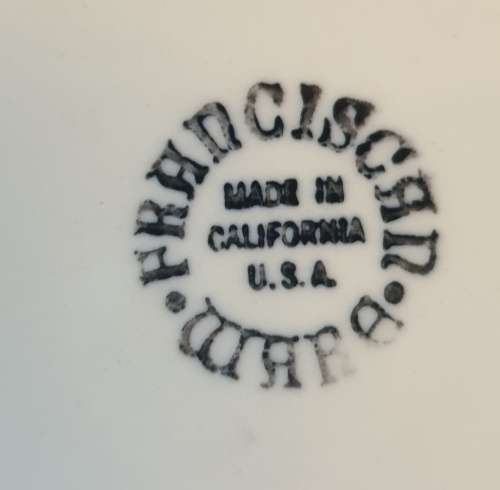 FRANCISCAN
MADE IN
CALIFORNIA
U.S.A.
WARE